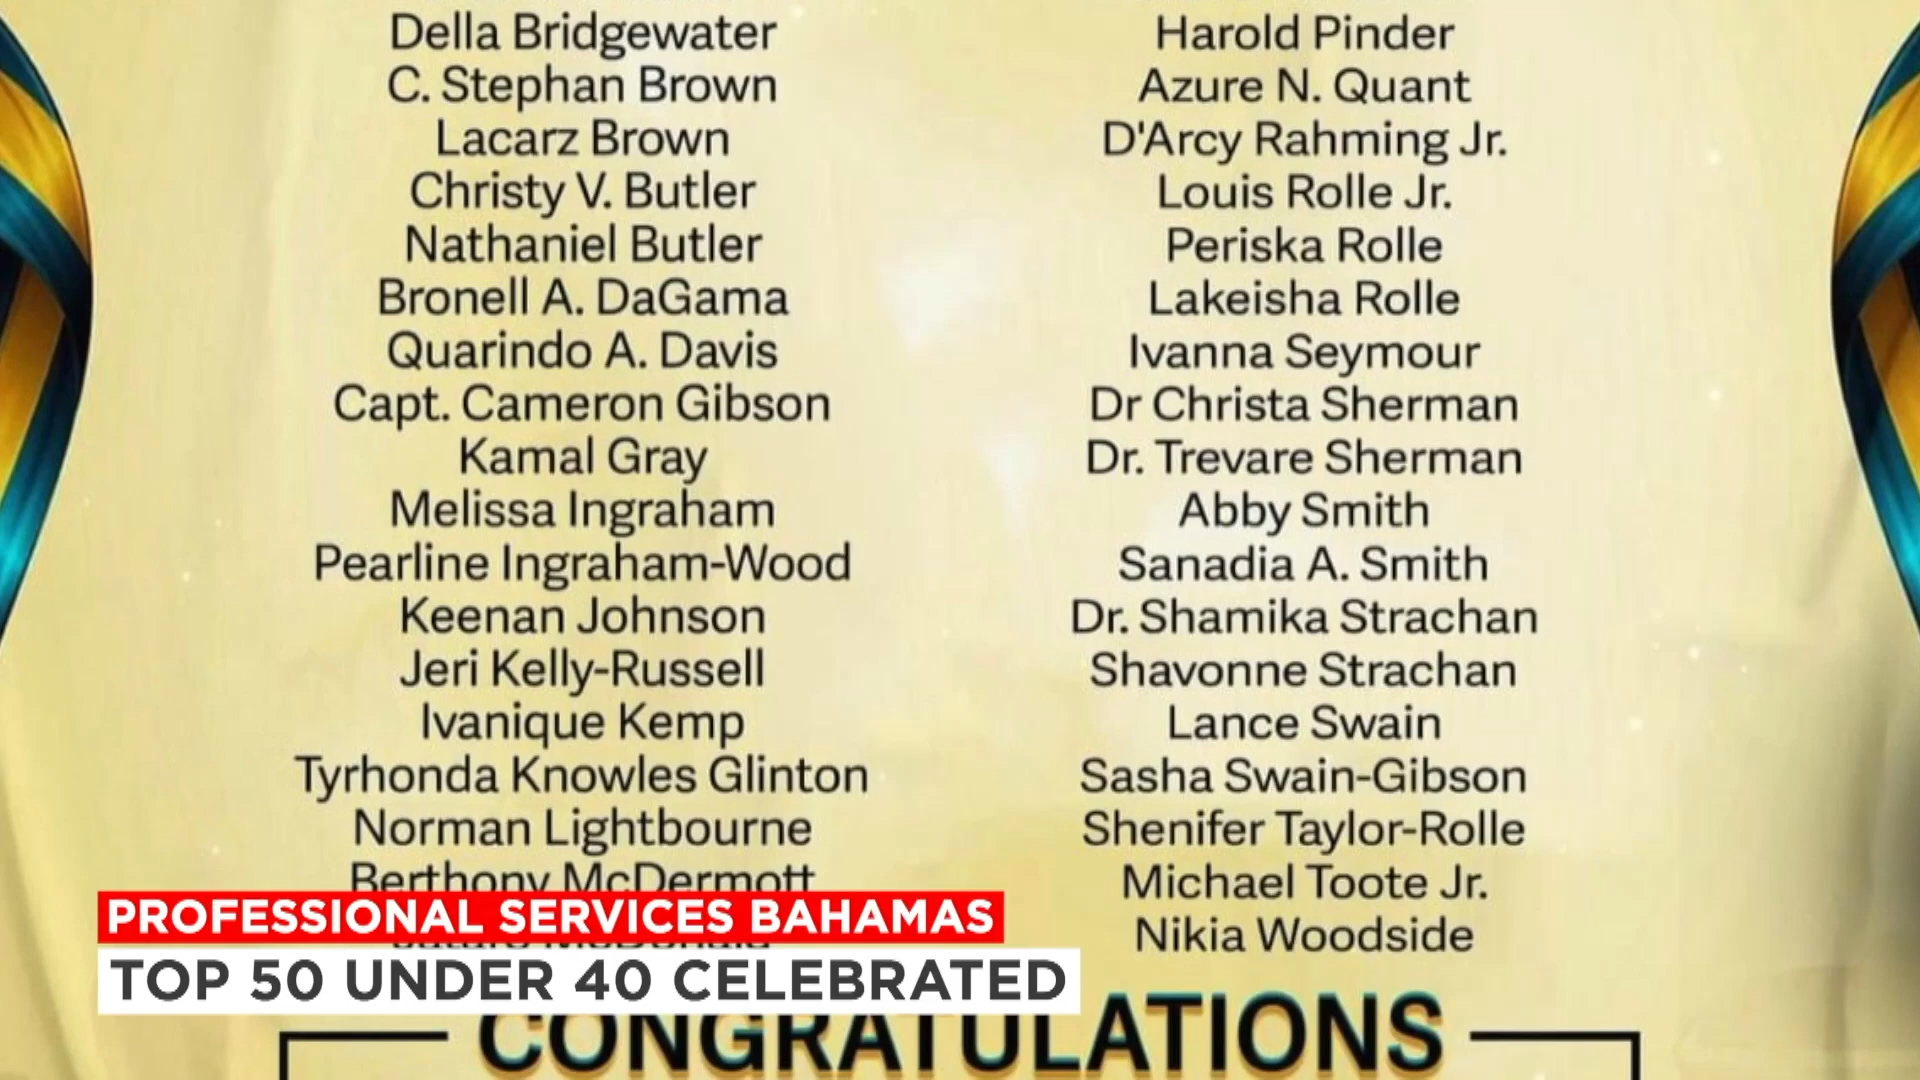 Della Bridgewater
C. Stephan Brown
Lacarz Brown
Christy V. Butler
Nathaniel Butler
Bronell A. DaGama
Quarindo A. Davis
Capt. Cameron Gibson
Kamal Gray
Melissa Ingraham
Pearline Ingraham-Wood
Keenan Johnson
Jeri Kelly-Russell
Ivanique Kemp
Tyrhonda Knowles Glinton
Norman Lightbourne
Berthony McDermott
McDonald
Harold Pinder
Azure N. Quant
D'Arcy Rahming Jr.
Louis Rolle Jr.
Periska Rolle
Lakeisha Rolle
Ivanna Seymour
Dr Christa Sherman
Dr. Trevare Sherman
Abby Smith
Sanadia A. Smith
Dr. Shamika Strachan
Shavonne Strachan
Lance Swain
Sasha Swain-Gibson
Shenifer Taylor-Rolle
Michael Toote Jr.
Nikia Woodside
PROFESSIONAL SERVICES BAHAMAS
TOP 50 UNDER 40 CELEBRATED
CONGRATULATIONS